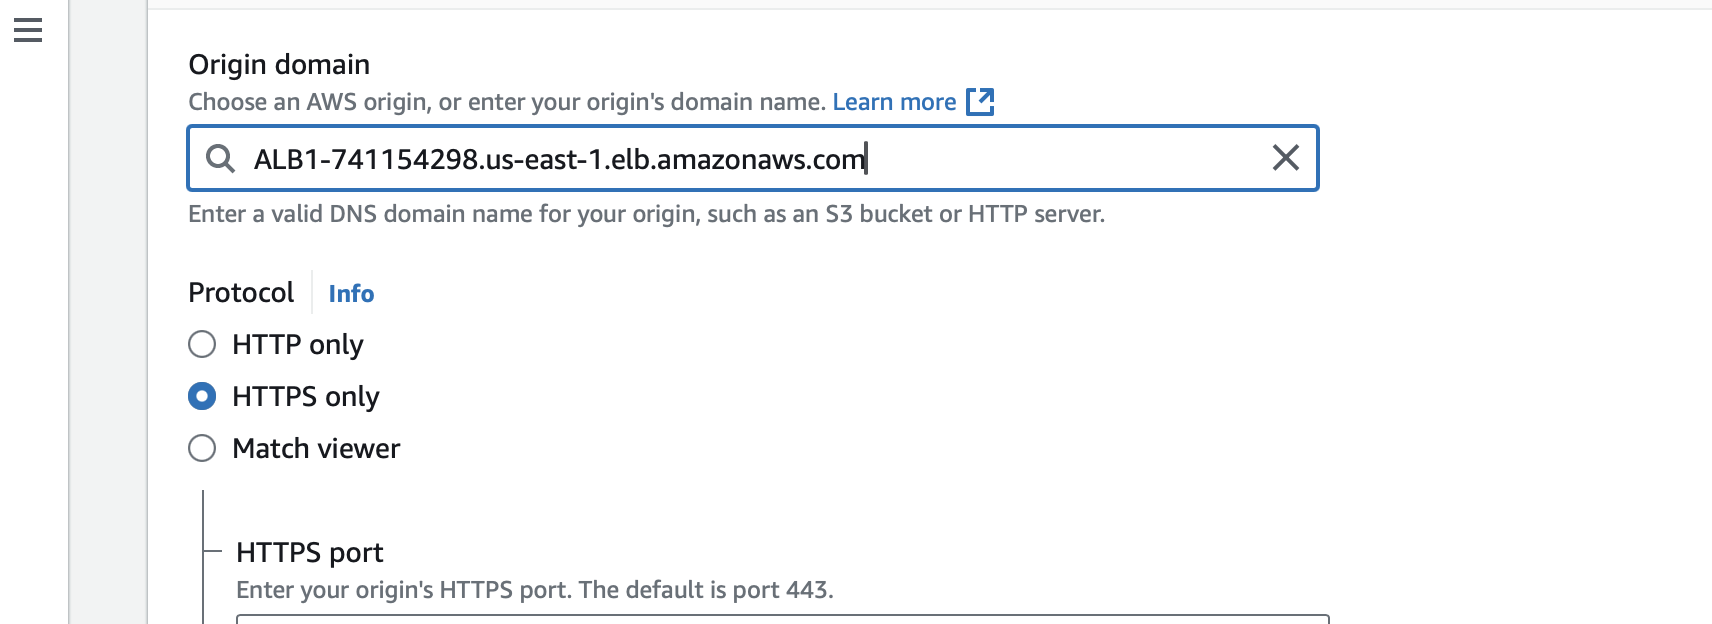 Origin domain
Choose an AWS origin, or enter your origin's domain name. Learn more
ALB1-741154298.us-east-1.elb.amazonaws.com
Enter a valid DNS domain name for your origin, such as an S3 bucket or HTTP server.
Protocol Info
HTTP only
HTTPS only
Match viewer
HTTPS port
Enter your origin's HTTPS port. The default is port 443.